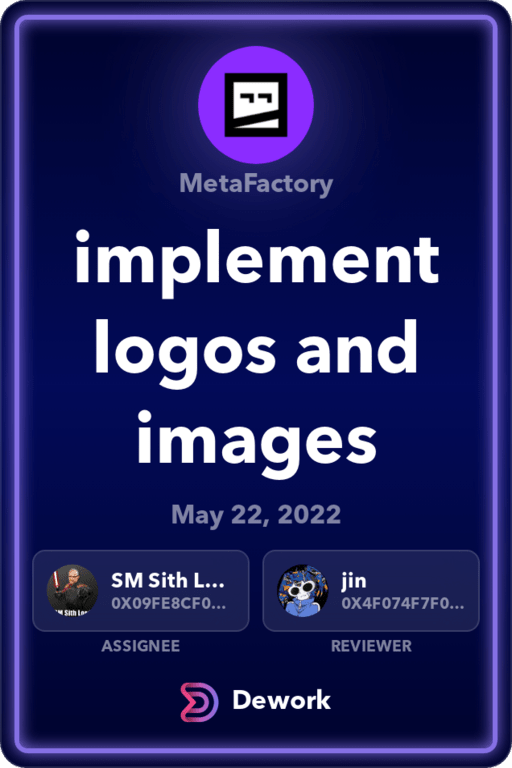 MetaFactory
implement
logos and
images
May 22, 2022
SM Sith L...
0X09FE8CF0...
jin
0X4F074F7F0...
ASSIGNEE
REVIEWER
Dework